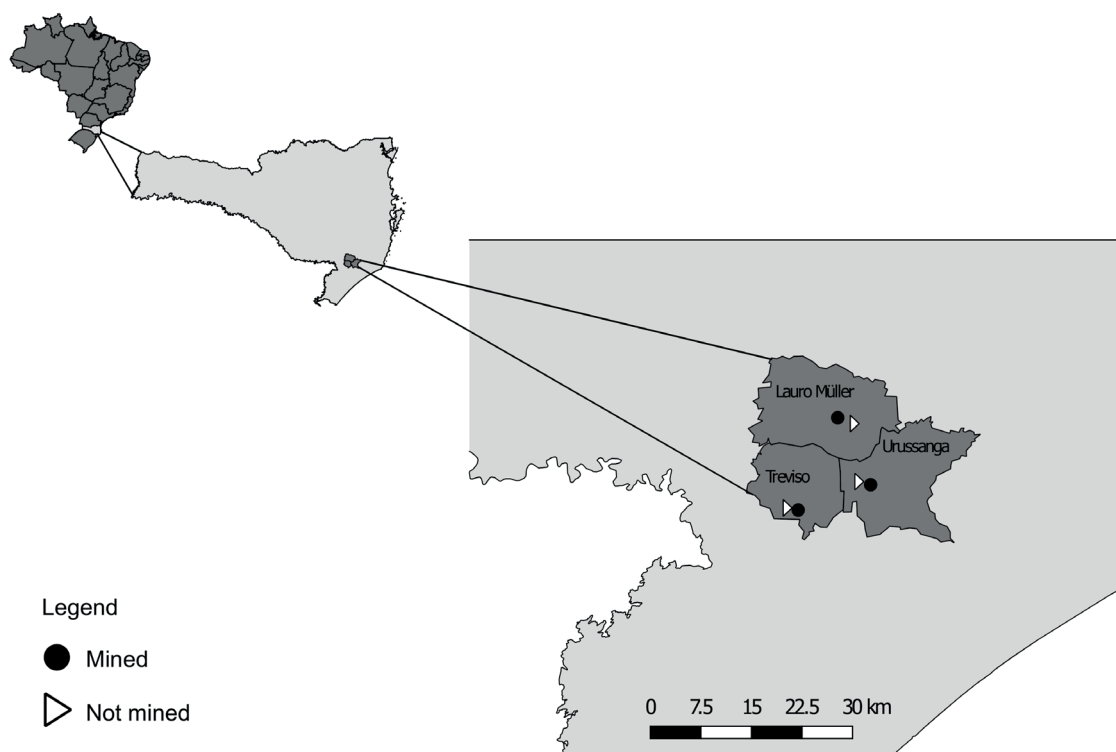 Lauro Müller
Urussanga
Treviso
Legend
Mined
Not mined
0 7.5 15 22.5 30 km